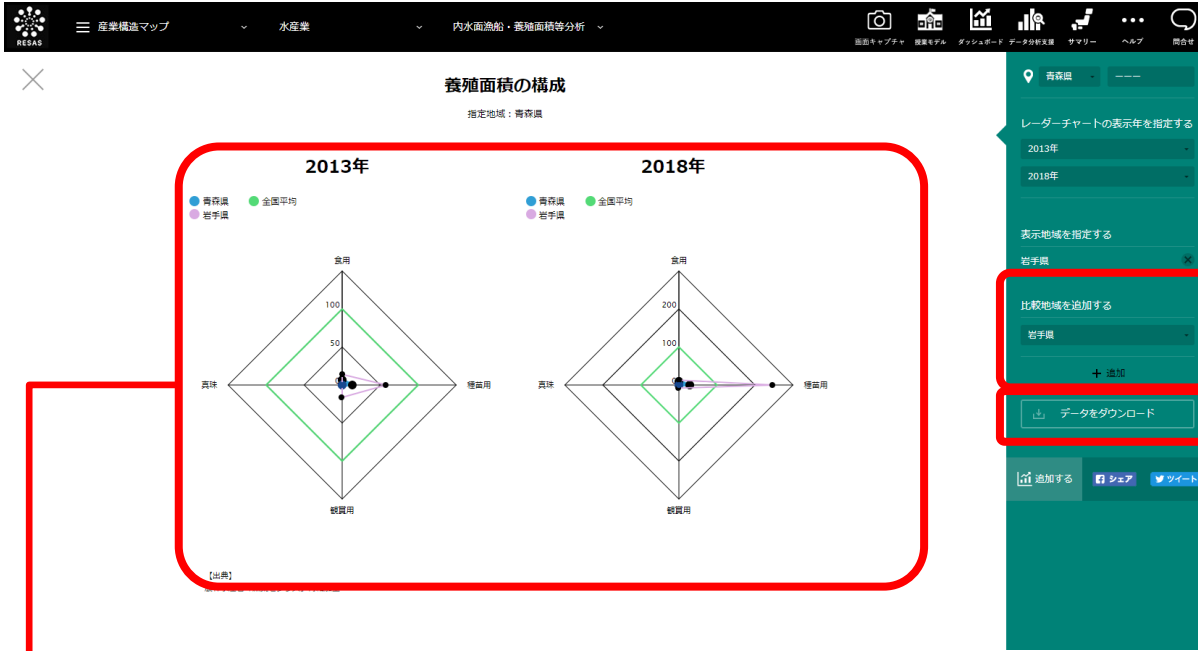 RESAS
産業構造マップ
水産業
内水面漁船・養殖面積等分析
画面キャプチャ
授業モデル
ダッシュボード
データ分析支援
サマリー
ヘルプ
問合せ
養殖面積の構成
指定地域：青森県
2013年
青森県 全国平均
岩手県
食用
100
50
0
真珠
種苗用
観賞用
2018年
青森県 全国平均
岩手県
食用
200
100
真珠
種苗用
観賞用
【出典】
青森県
---
レーダーチャートの表示年を指定する
2013年
2018年
表示地域を指定する
岩手県
比較地域を追加する
岩手県
+ 追加
データをダウンロード
追加する
シェア
ツイート